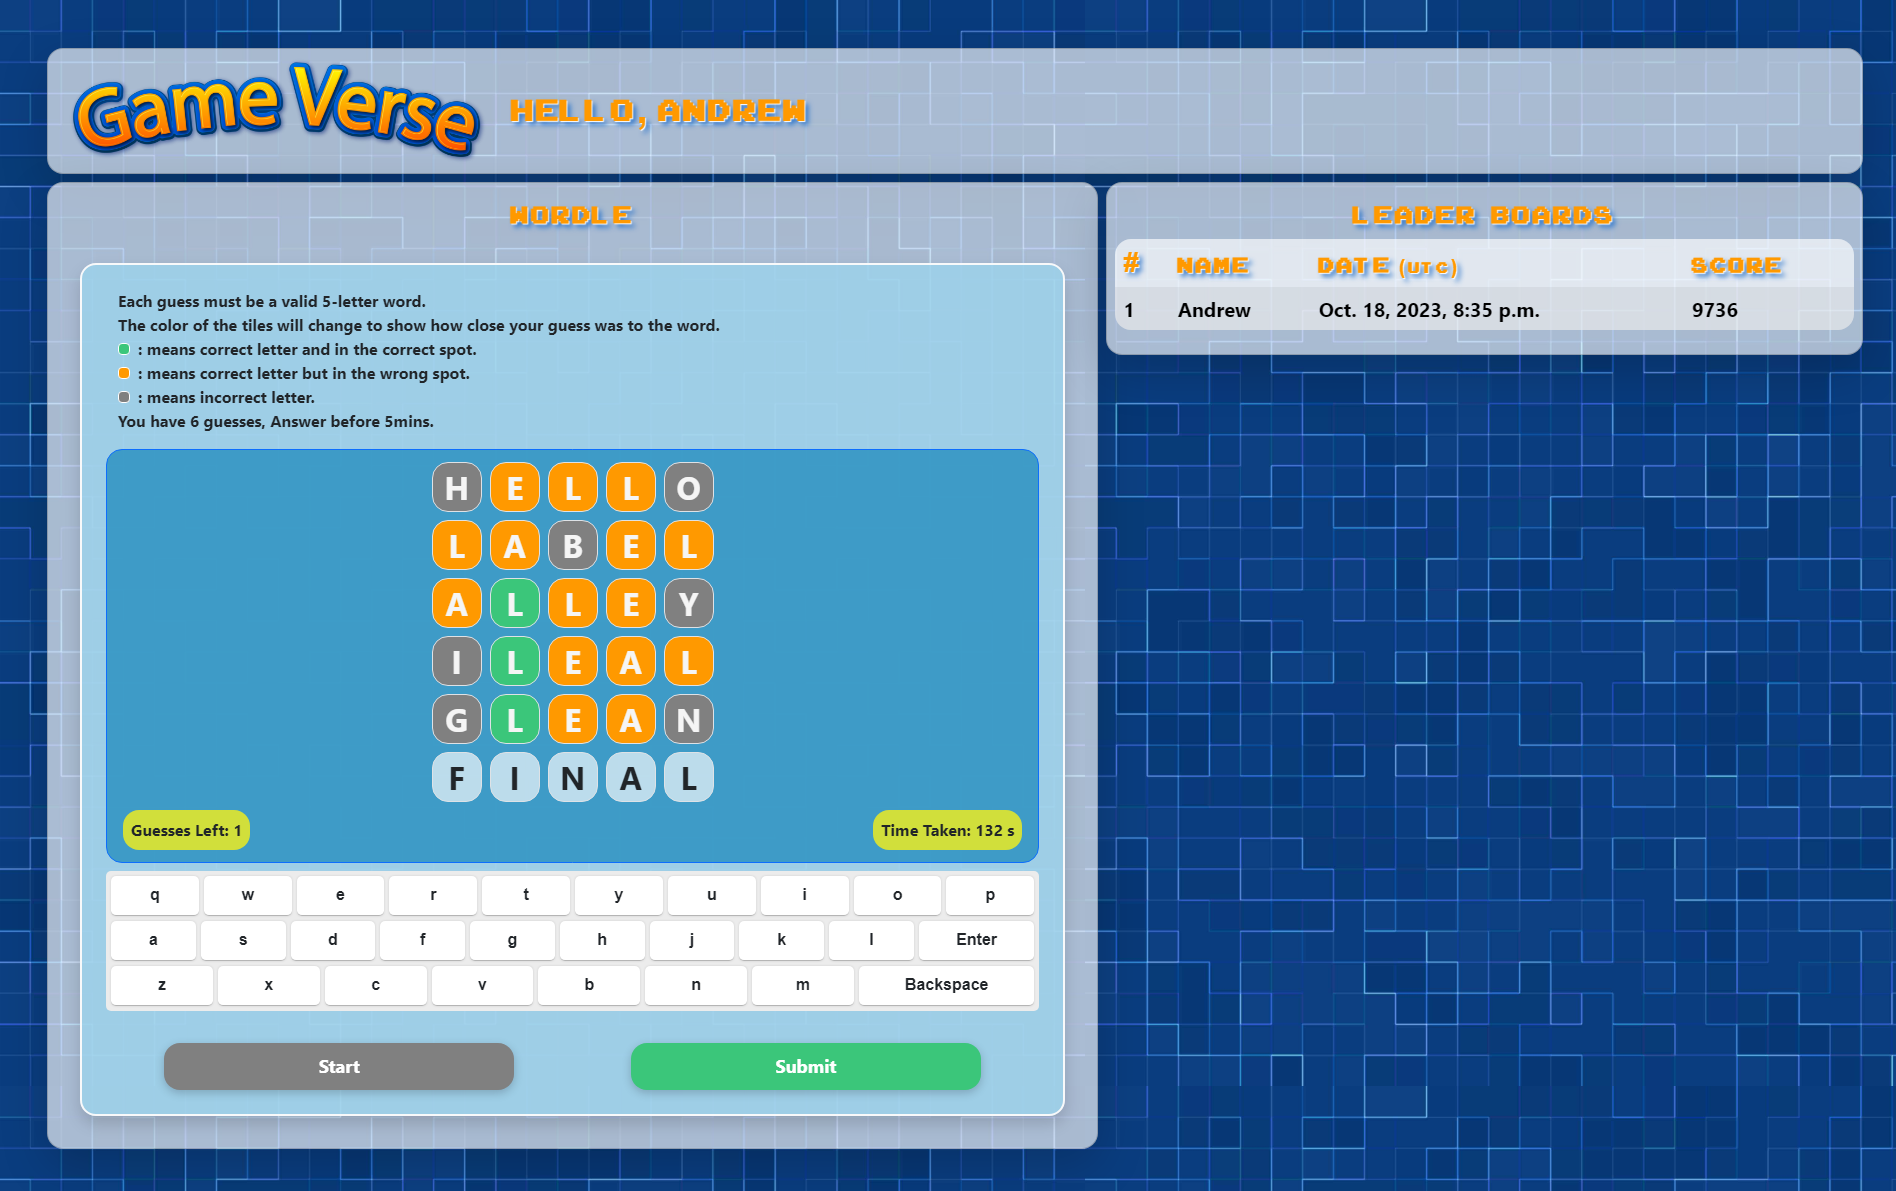 Game Verse
HELLO, ANDREW
WORDLE
Each guess must be a valid 5-letter word.
The color of the tiles will change to show how close your guess was to the word.
: means correct letter and in the correct spot.
: means correct letter but in the wrong spot.
: means incorrect letter.
You have 6 guesses, Answer before 5mins.
H E L L O
L A B E L
A L L E Y
I L E A L
G L E A N
F I N A L
Guesses Left: 1
Time Taken: 132 s
q w e r t y u i o p
a s d f g h j k l Enter
z x c v b n m Backspace
Start
Submit
LEADER BOARDS
# NAME DATE (UTC) SCORE
1 Andrew Oct. 18, 2023, 8:35 p.m. 9736